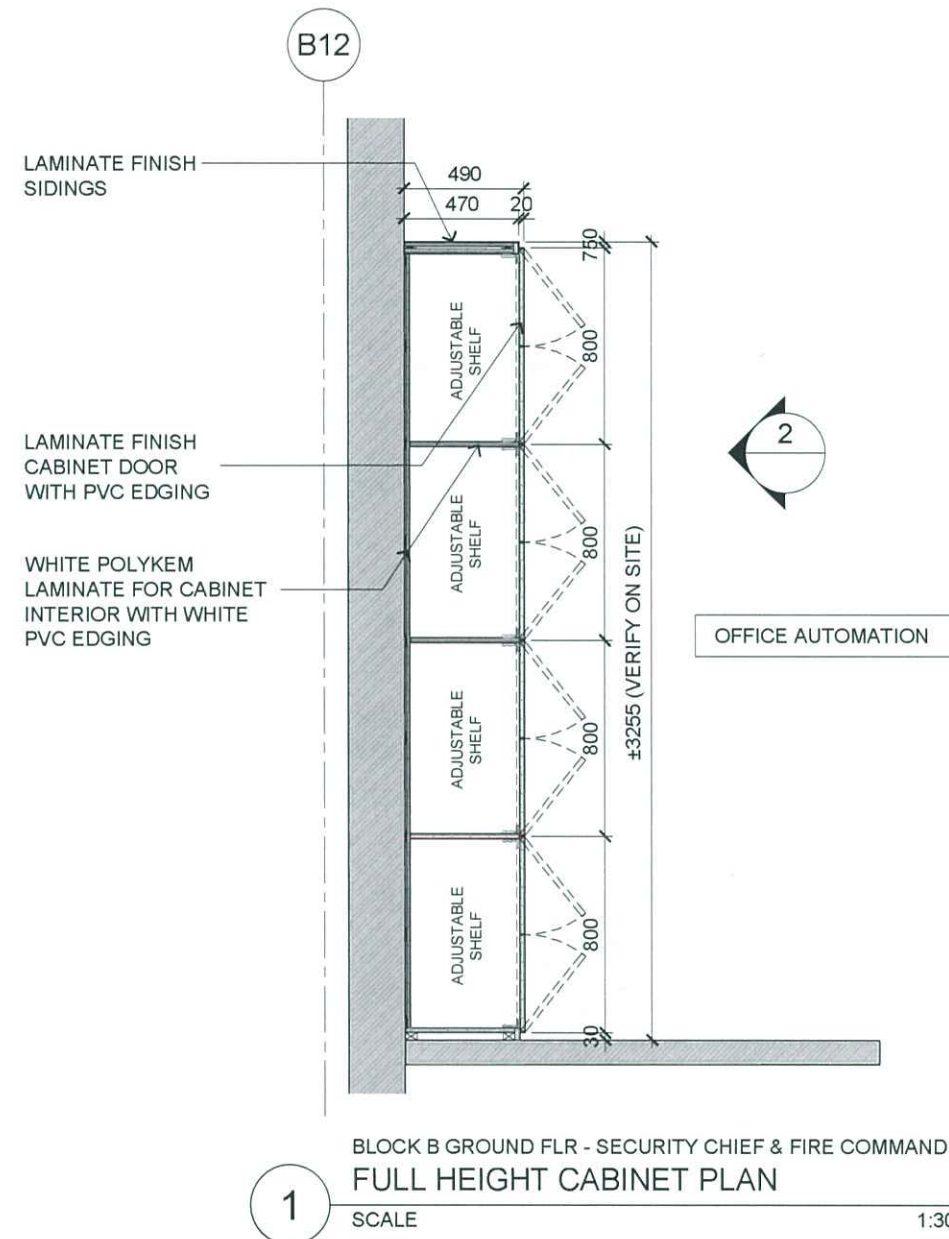 B12
LAMINATE FINISH
SIDINGS
490
470 20
750
ADJUSTABLE
SHELF
800
LAMINATE FINISH
CABINET DOOR
WITH PVC EDGING
2
ADJUSTABLE
SHELF
800
WHITE POLYKEM
LAMINATE FOR CABINET
INTERIOR WITH WHITE
PVC EDGING
OFFICE AUTOMATION
±3255 (VERIFY ON SITE)
ADJUSTABLE
SHELF
800
ADJUSTABLE
SHELF
800
30
BLOCK B GROUND FLR - SECURITY CHIEF & FIRE COMMAND
1 FULL HEIGHT CABINET PLAN
SCALE 1:30